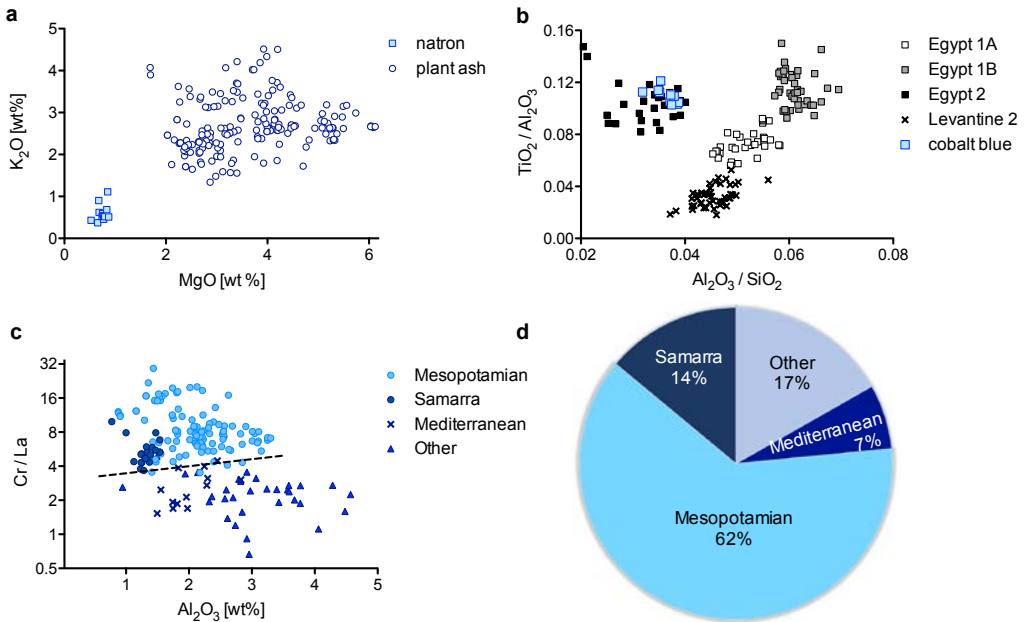 a
5
4
3
2
1
0
K₂O [wt%]
0
2
4
6
MgO [wt %]
natron
plant ash
b
0.16
0.12
0.08
0.04
0.00
TiO₂ / Al₂O₃
0.02
0.04
0.06
0.08
Al₂O₃ / SiO₂
Egypt 1A
Egypt 1B
Egypt 2
Levantine 2
cobalt blue
c
32
16
8
4
2
1
0.5
Cr / La
1
2
3
4
5
Al₂O₃ [wt%]
Mesopotamian
Samarra
Mediterranean
Other
d
Samarra
14%
Other
17%
Mediterranean
7%
Mesopotamian
62%